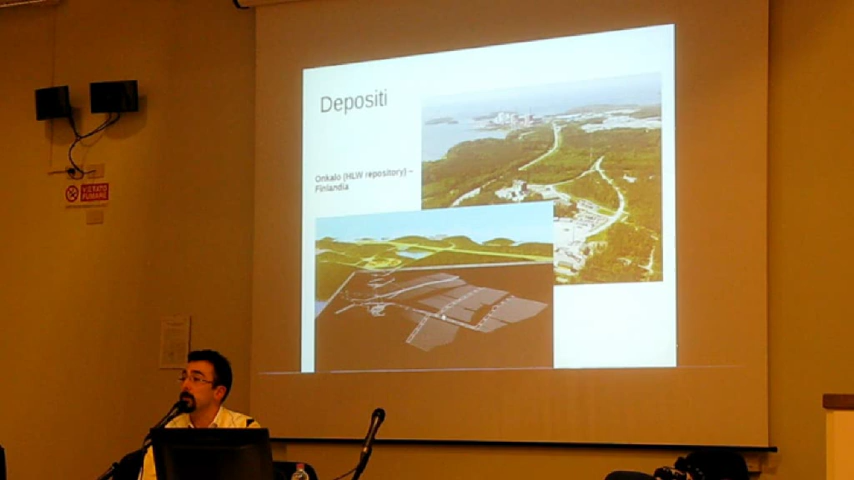 Depositi
Onkalo (HLW repository) –
Finlandia
VIETATO
FUMARE